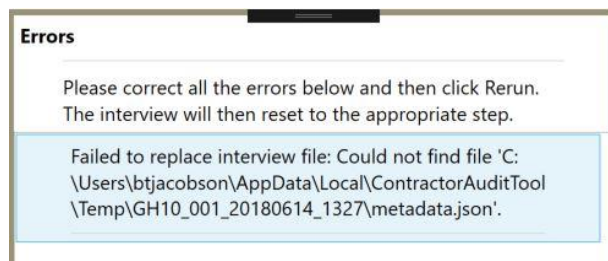 Errors
Please correct all the errors below and then click Rerun.
The interview will then reset to the appropriate step.
Failed to replace interview file: Could not find file 'C:
\Users\btjacobson\AppData\Local\ContractorAuditTool
\Temp\GH10_001_20180614_1327\metadata.json'.